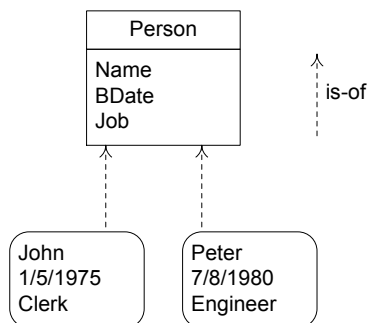 Person
Name
BDate
Job
is-of
John
1/5/1975
Clerk
Peter
7/8/1980
Engineer